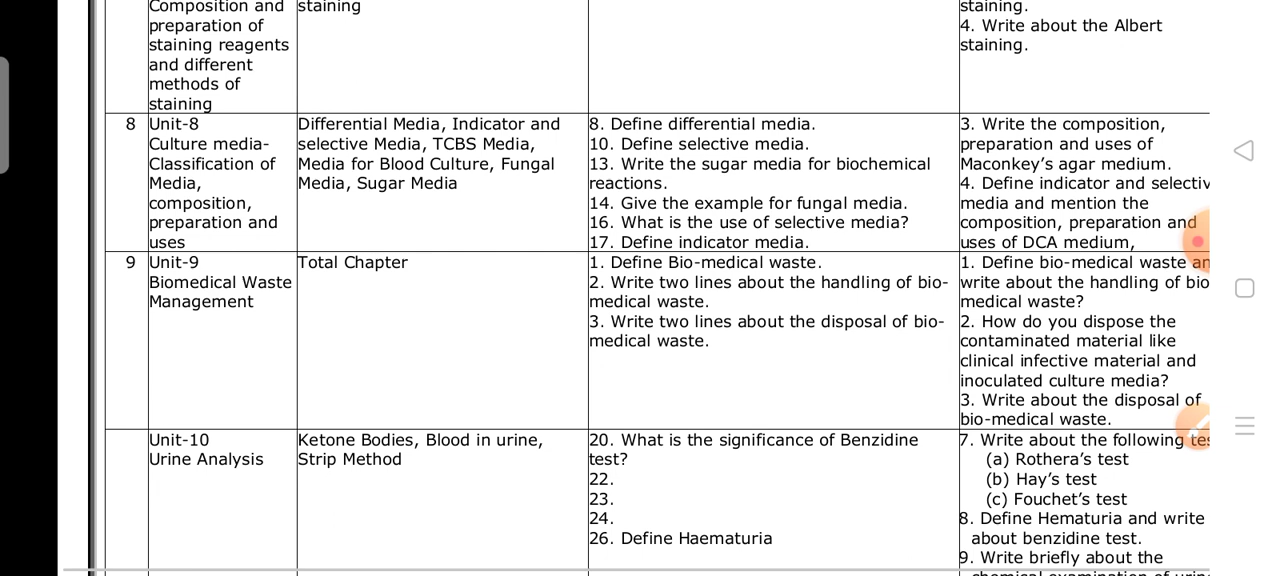 Composition and
preparation of
staining reagents
and different
methods of
staining
staining
staining.
4. Write about the Albert
staining.
8
Unit-8
Culture media-
Classification of
Media,
composition,
preparation and
uses
Differential Media, Indicator and
selective Media, TCBS Media,
Media for Blood Culture, Fungal
Media, Sugar Media
8. Define differential media.
10. Define selective media.
13. Write the sugar media for biochemical
reactions.
14. Give the example for fungal media.
16. What is the use of selective media?
17. Define indicator media.
3. Write the composition,
preparation and uses of
Maconkey's agar medium.
4. Define indicator and selectiv
media and mention the
composition, preparation and
uses of DCA medium,
9
Unit-9
Biomedical Waste
Management
Total Chapter
1. Define Bio-medical waste.
2. Write two lines about the handling of bio-
medical waste.
3. Write two lines about the disposal of bio-
medical waste.
1. Define bio-medical waste an
write about the handling of bio
medical waste?
2. How do you dispose the
contaminated material like
clinical infective material and
inoculated culture media?
3. Write about the disposal of
bio-medical waste.
Unit-10
Urine Analysis
Ketone Bodies, Blood in urine,
Strip Method
20. What is the significance of Benzidine
test?
22.
23.
24.
26. Define Haematuria
7. Write about the following tes
(a) Rothera's test
(b) Hay's test
(c) Fouchet's test
8. Define Hematuria and write
about benzidine test.
9. Write briefly about the